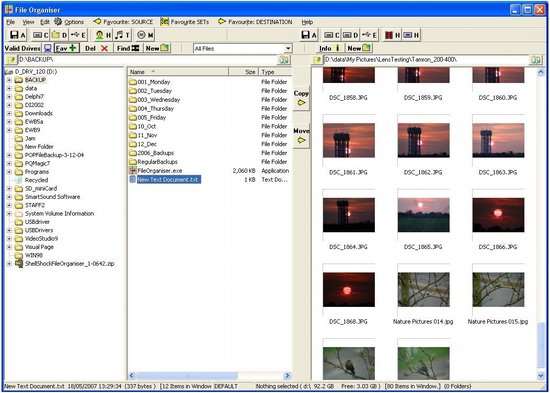 File Organiser
File View Edit Options Favourite: SOURCE Favourite SETs Favourite: DESTINATION Help
A C D H T M A D E H H
Valid Drives Fav Del Find New All Files Info New
D:\BACKUP\
D:\data\My Pictures\LensTesting\Tamron_200-400\
D_DRY_120 (D:)
BACKUP
data
Delphi7
DI2002
Downloads
EWB5a
EWB9
Jam
New Folder
POPFileBackup-3-12-04
PQMagic7
Programs
Recycled
SD_miniCard
SmartSound Software
STAFF2
System Volume Information
USBdriver
USBDrivers
VideoStudio9
Visual Page
WIN98
ShellShockFileOrganiser_1-0642.zip
Name Size Type
001_Monday File Folder
002_Tuesday File Folder
003_Wednesday File Folder
004_Thursday File Folder
005_Friday File Folder
10_Oct File Folder
11_Nov File Folder
12_Dec File Folder
2006_Backups File Folder
RegularBackups File Folder
FileOrganiser.exe 2,060 KB Application
New Text Document.txt 1 KB Text Do...
Copy
Move
DSC_1858.JPG DSC_1859.JPG DSC_1860.JPG
DSC_1861.JPG DSC_1862.JPG DSC_1863.JPG
DSC_1864.JPG DSC_1865.JPG DSC_1866.JPG
DSC_1868.JPG Nature Pictures 014.jpg Nature Pictures 015.jpg
New Text Document.txt 18/05/2007 13:29:34 (337 bytes) [12 Items in Window DEFAULT Nothing selected ( d:\ 92.2 GB Free: 3.03 GB ) [80 Items in Window.] {0 Folders}